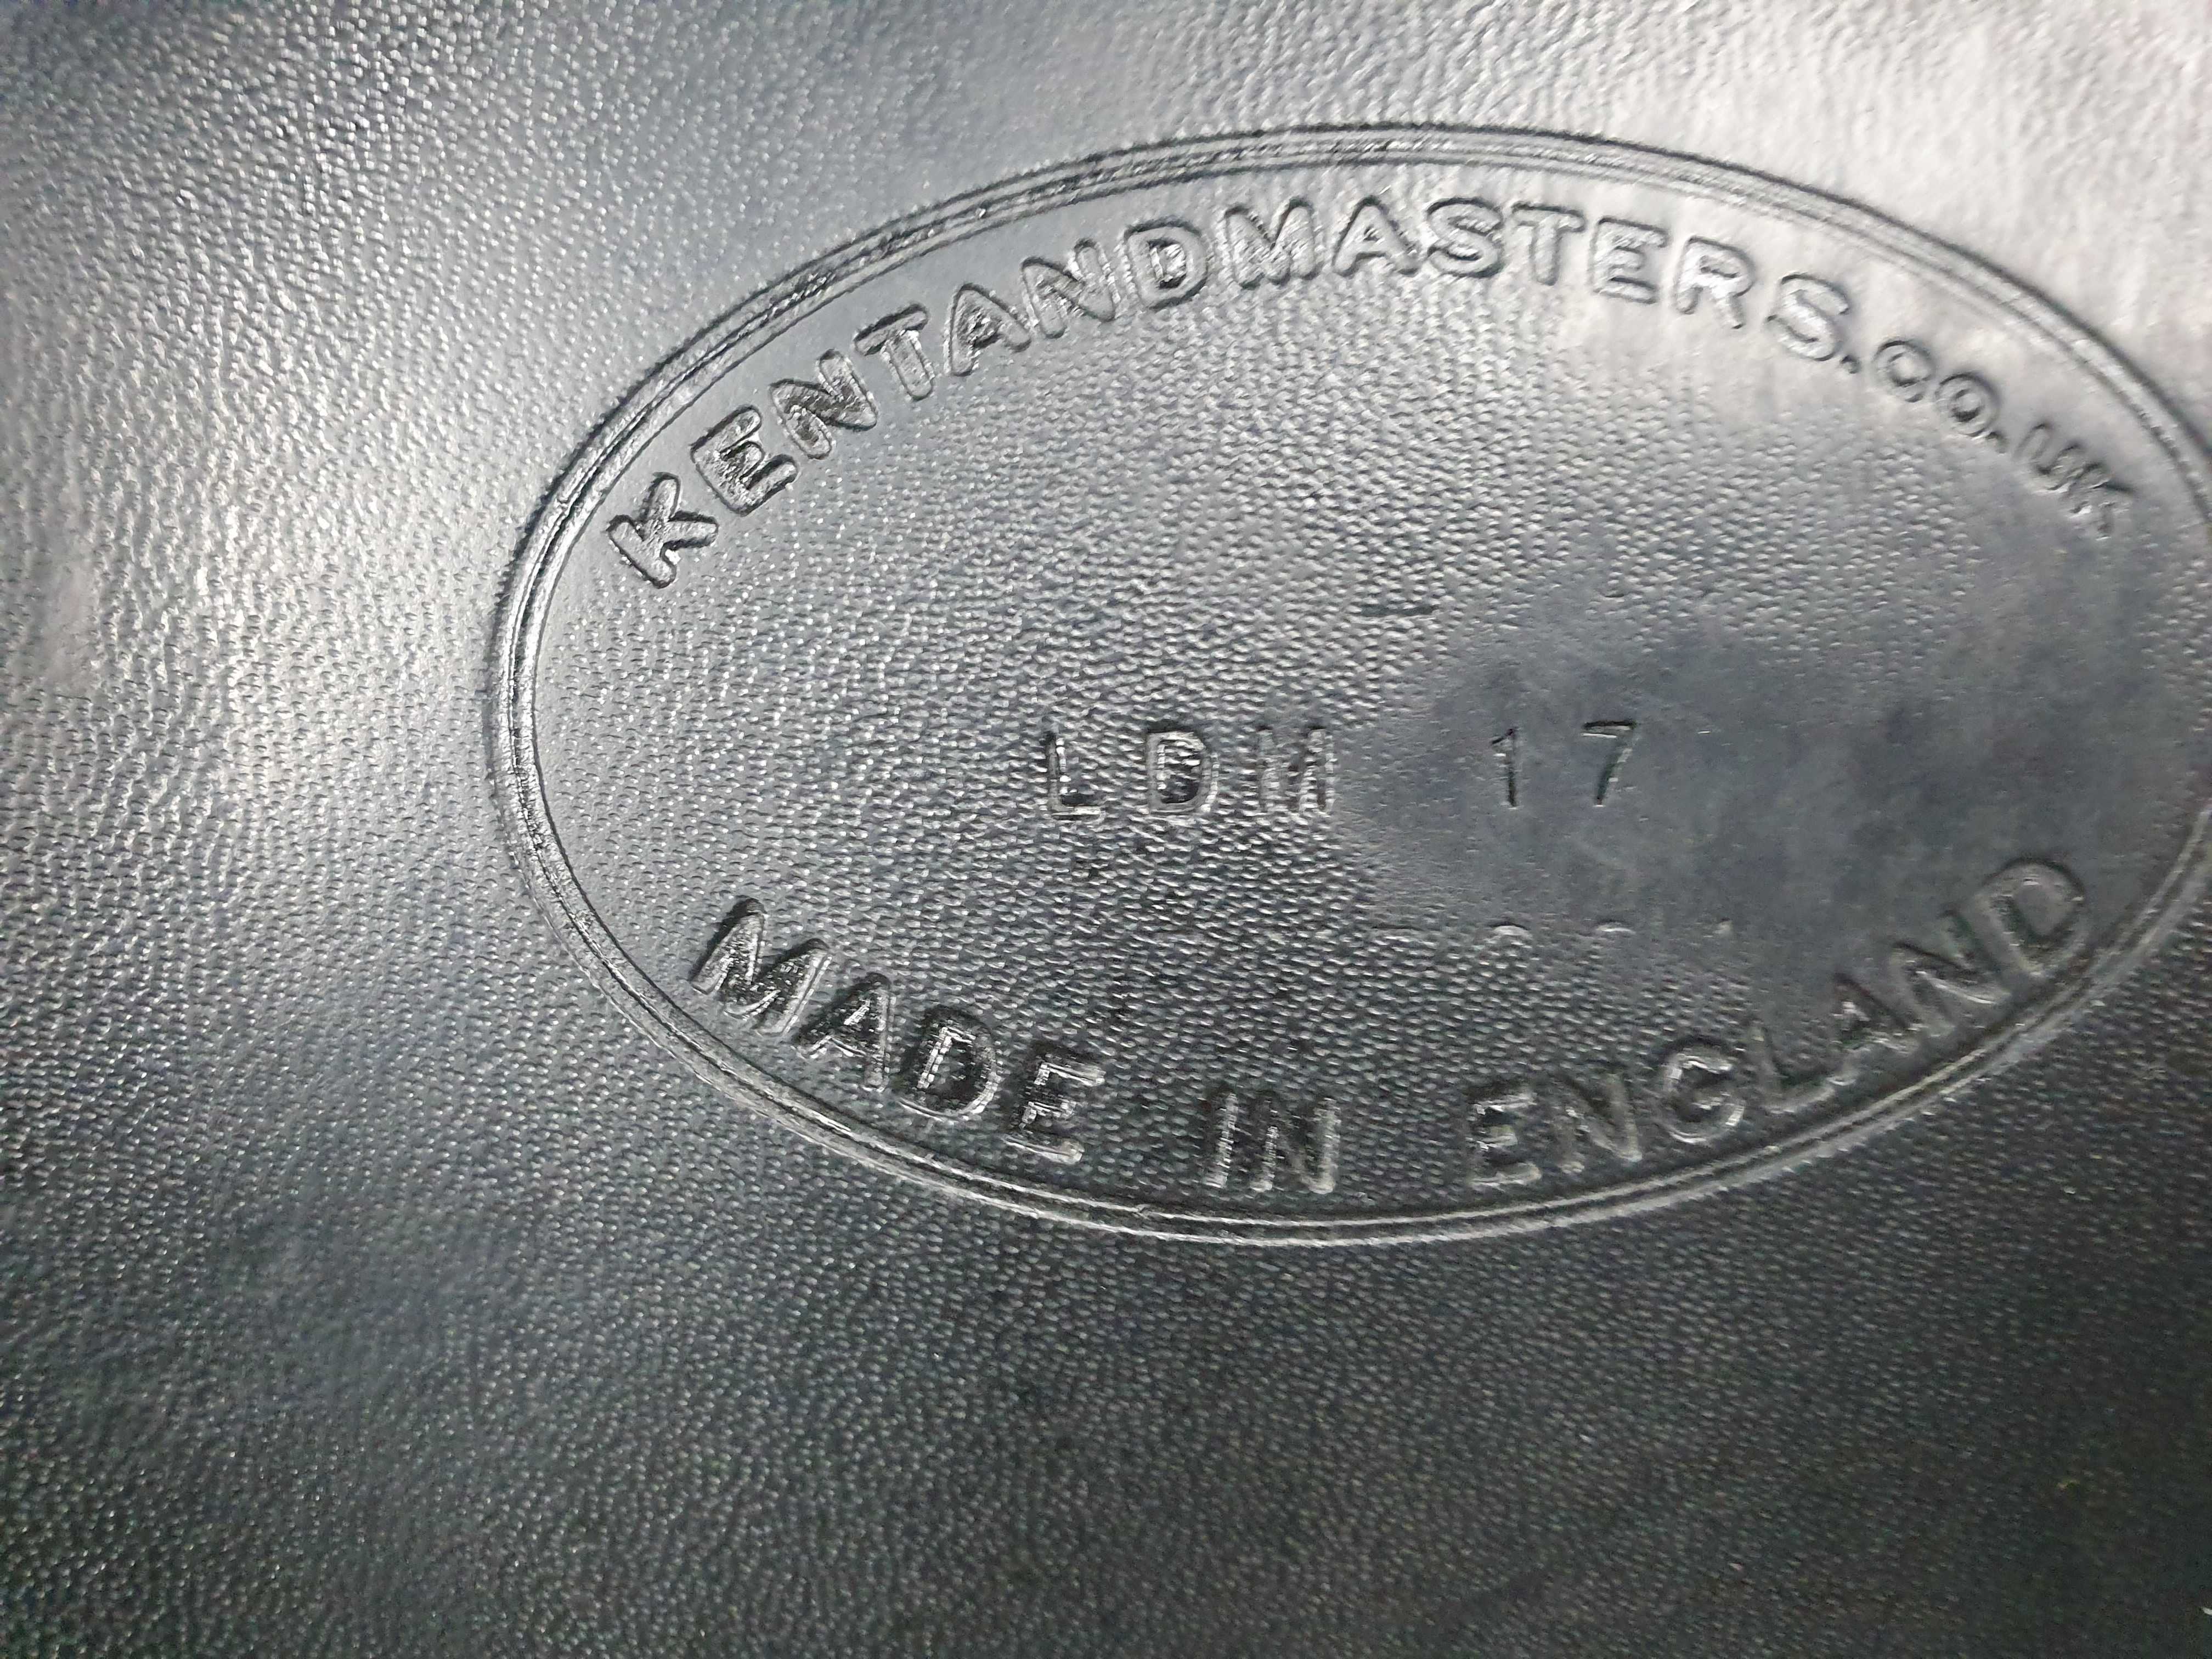 KENTANDMASTERS.CO.UK
LDM 17
MADE IN ENGLAND